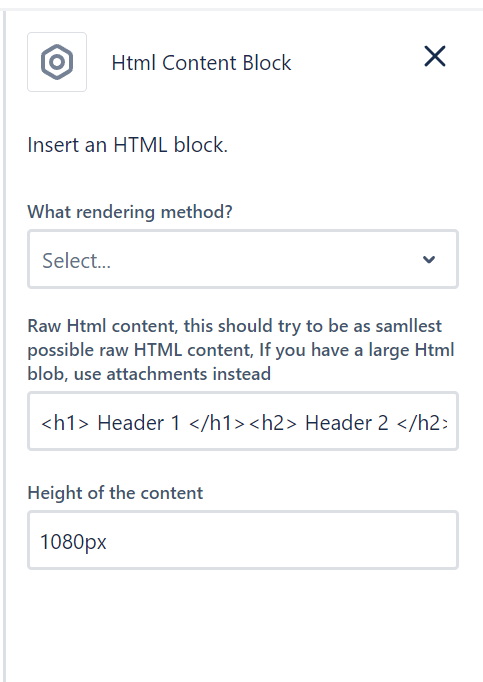 Html Content Block
Insert an HTML block.
What rendering method?
Select...
Raw Html content, this should try to be as samllest
possible raw HTML content, If you have a large Html
blob, use attachments instead
<h1> Header 1 </h1><h2> Header 2 </h2>
Height of the content
1080px